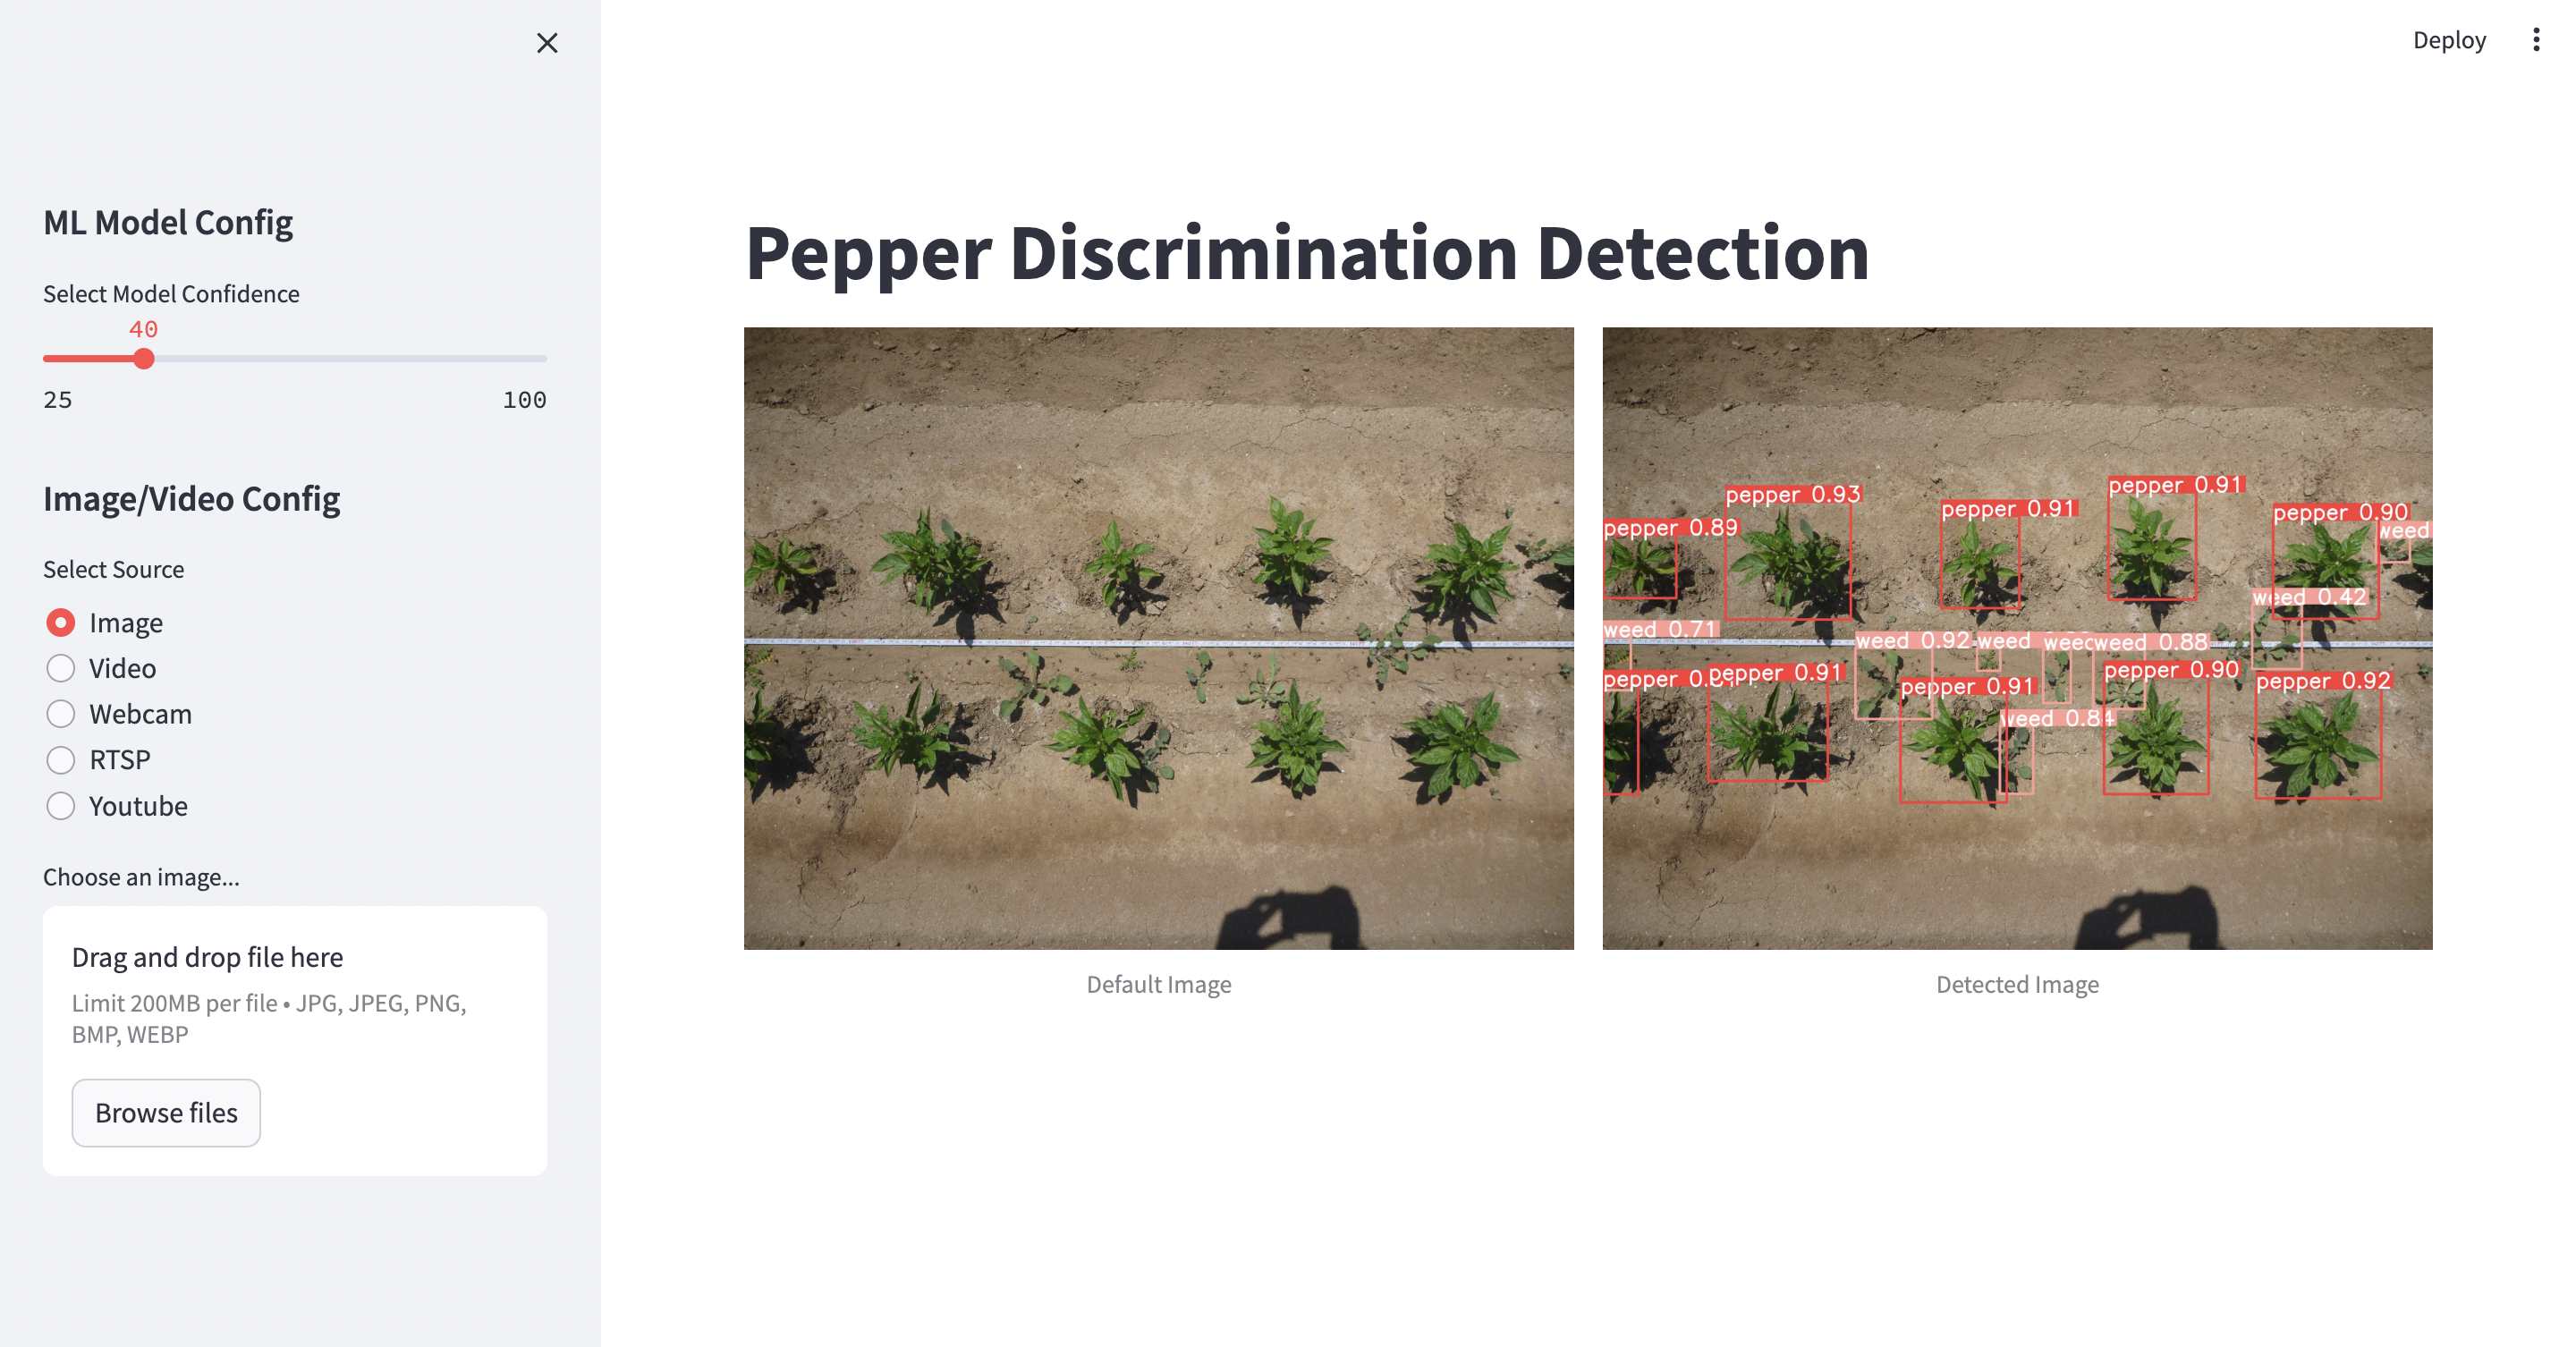 Deploy
ML Model Config
Select Model Confidence
40
25 100
Image/Video Config
Select Source
Image
Video
Webcam
RTSP
Youtube
Choose an image...
Drag and drop file here
Limit 200MB per file • JPG, JPEG, PNG,
BMP, WEBP
Browse files
Pepper Discrimination Detection
pepper 0.89
pepper 0.93
pepper 0.91
pepper 0.91
pepper 0.90
weed
weed 0.42
weed 0.71
weed 0.92
weed
weed 0.88
pepper
pepper 0.91
pepper 0.91
pepper 0.90
pepper 0.92
weed 0.84
Default Image
Detected Image